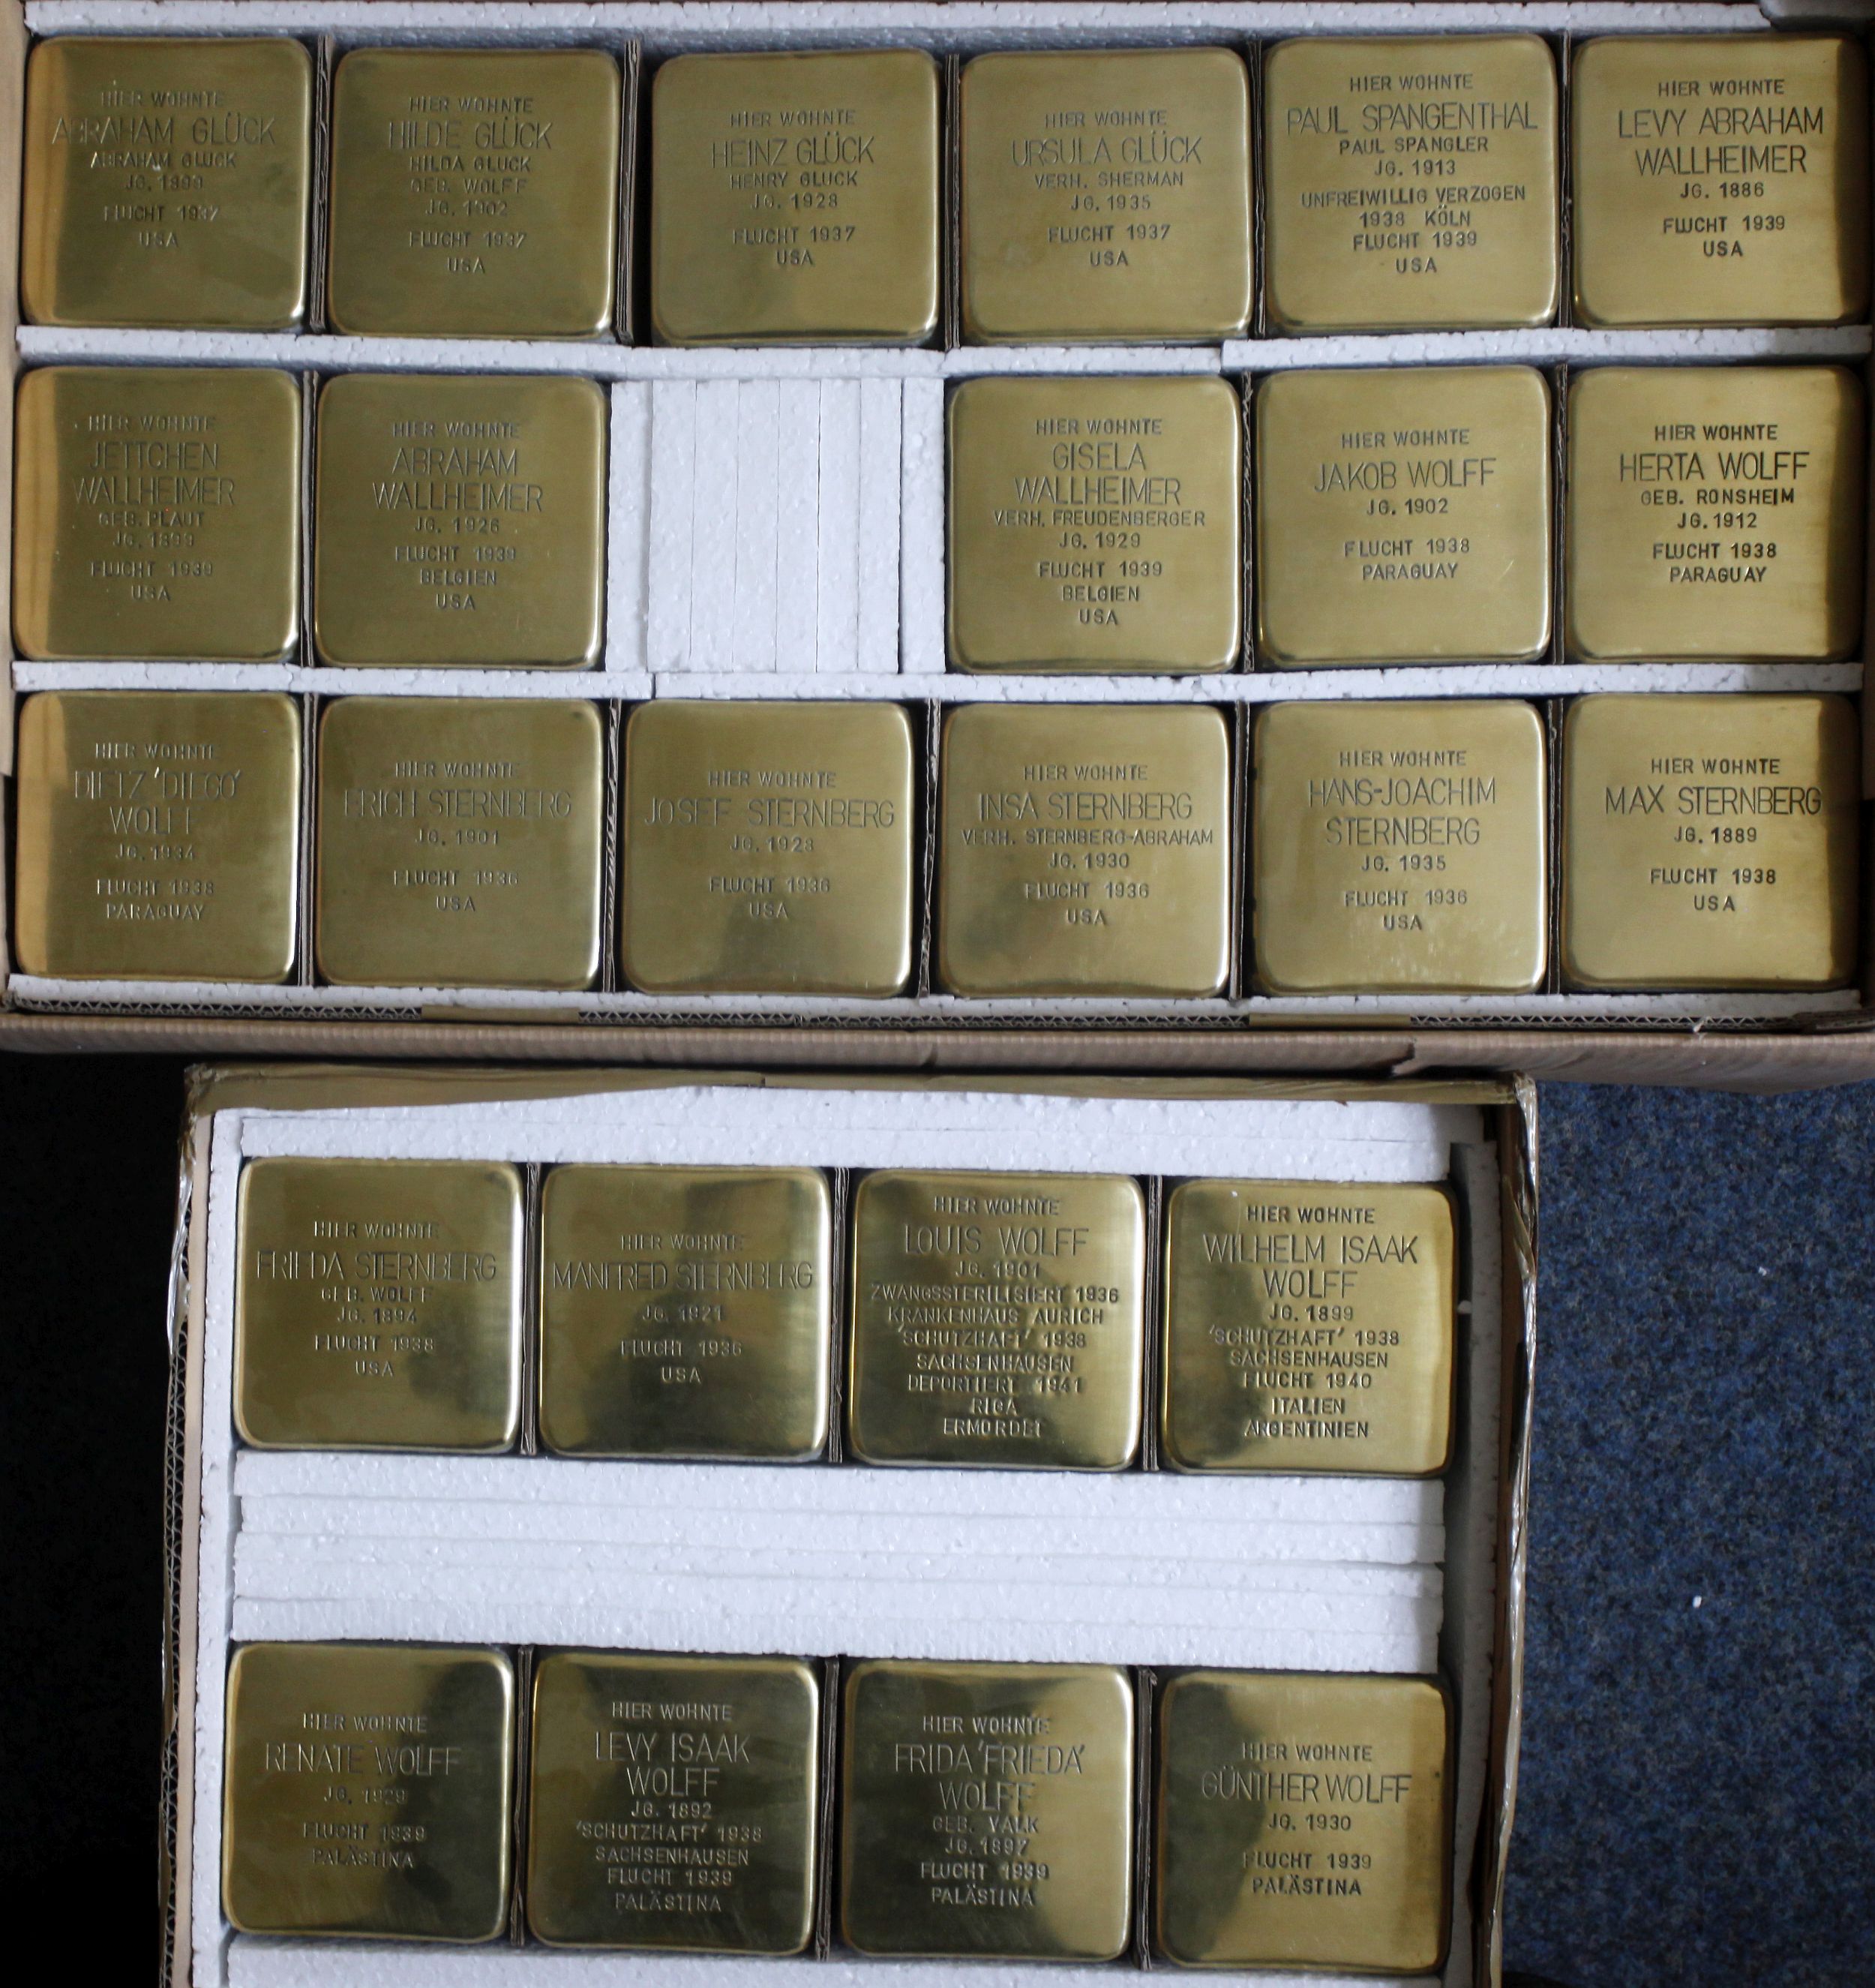 HIER WOHNTE
ABRAHAM GLÜCK
ABRAHAM GLUCK
JG. 1899
FLUCHT 1937
USA
HIER WOHNTE
HILDE GLÜCK
HILDA GLUCK
GEB. WOLFF
JG. 1902
FLUCHT 1937
USA
HIER WOHNTE
HEINZ GLÜCK
HENRY GLUCK
JG. 1928
FLUCHT 1937
USA
HIER WOHNTE
URSULA GLÜCK
VERH. SHERMAN
JG. 1935
FLUCHT 1937
USA
HIER WOHNTE
PAUL SPANGENTHAL
PAUL SPANGLER
JG. 1913
UNFREIWILLIG VERZOGEN
1938 KÖLN
FLUCHT 1939
USA
HIER WOHNTE
LEVY ABRAHAM
WALLHEIMER
JG. 1886
FLUCHT 1939
USA
HIER WOHNTE
JETTCHEN
WALLHEIMER
GEB. PLAUT
JG. 1899
FLUCHT 1939
USA
HIER WOHNTE
ABRAHAM
WALLHEIMER
JG. 1926
FLUCHT 1939
BELGIEN
USA
HIER WOHNTE
GISELA
WALLHEIMER
VERH. FREUDENBERGER
JG. 1929
FLUCHT 1939
BELGIEN
USA
HIER WOHNTE
JAKOB WOLFF
JG. 1902
FLUCHT 1938
PARAGUAY
HIER WOHNTE
HERTA WOLFF
GEB. RONSHEIM
JG. 1912
FLUCHT 1938
PARAGUAY
HIER WOHNTE
DIETZ 'DIEGO'
WOLFF
JG. 1934
FLUCHT 1938
PARAGUAY
HIER WOHNTE
ERICH STERNBERG
JG. 1901
FLUCHT 1936
USA
HIER WOHNTE
JOSEF STERNBERG
JG. 1928
FLUCHT 1936
USA
HIER WOHNTE
INSA STERNBERG
VERH. STERNBERG-ABRAHAM
JG. 1930
FLUCHT 1936
USA
HIER WOHNTE
HANS-JOACHIM
STERNBERG
JG. 1935
FLUCHT 1936
USA
HIER WOHNTE
MAX STERNBERG
JG. 1889
FLUCHT 1938
USA
HIER WOHNTE
FRIEDA STERNBERG
GEB. WOLFF
JG. 1894
FLUCHT 1938
USA
HIER WOHNTE
MANFRED STERNBERG
JG. 1921
FLUCHT 1936
USA
HIER WOHNTE
LOUIS WOLFF
JG. 1901
ZWANGSSTERILISIERT 1936
KRANKENHAUS AURICH
'SCHUTZHAFT' 1938
SACHSENHAUSEN
DEPORTIERT 1941
RIGA
ERMORDET
HIER WOHNTE
WILHELM ISAAK
WOLFF
JG. 1899
'SCHUTZHAFT' 1938
SACHSENHAUSEN
FLUCHT 1940
ITALIEN
ARGENTINIEN
HIER WOHNTE
RENATE WOLFF
JG. 1929
FLUCHT 1939
PALÄSTINA
HIER WOHNTE
LEVY ISAAK
WOLFF
JG. 1892
'SCHUTZHAFT' 1938
SACHSENHAUSEN
FLUCHT 1939
PALÄSTINA
HIER WOHNTE
FRIDA 'FRIEDA'
WOLFF
GEB. VALK
JG. 1897
FLUCHT 1939
PALÄSTINA
HIER WOHNTE
GÜNTHER WOLFF
JG. 1930
FLUCHT 1939
PALÄSTINA